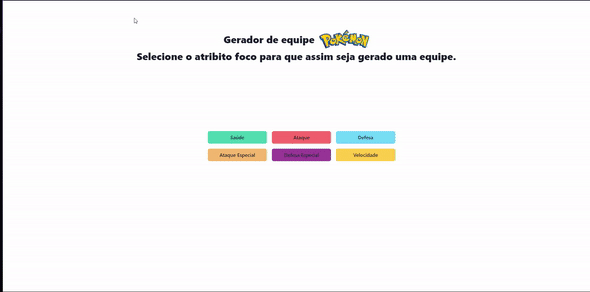 Gerador de equipe POKéMON
Selecione o atribito foco para que assim seja gerado uma equipe.
Saúde Ataque Defesa
Ataque Especial Defesa Especial Velocidade